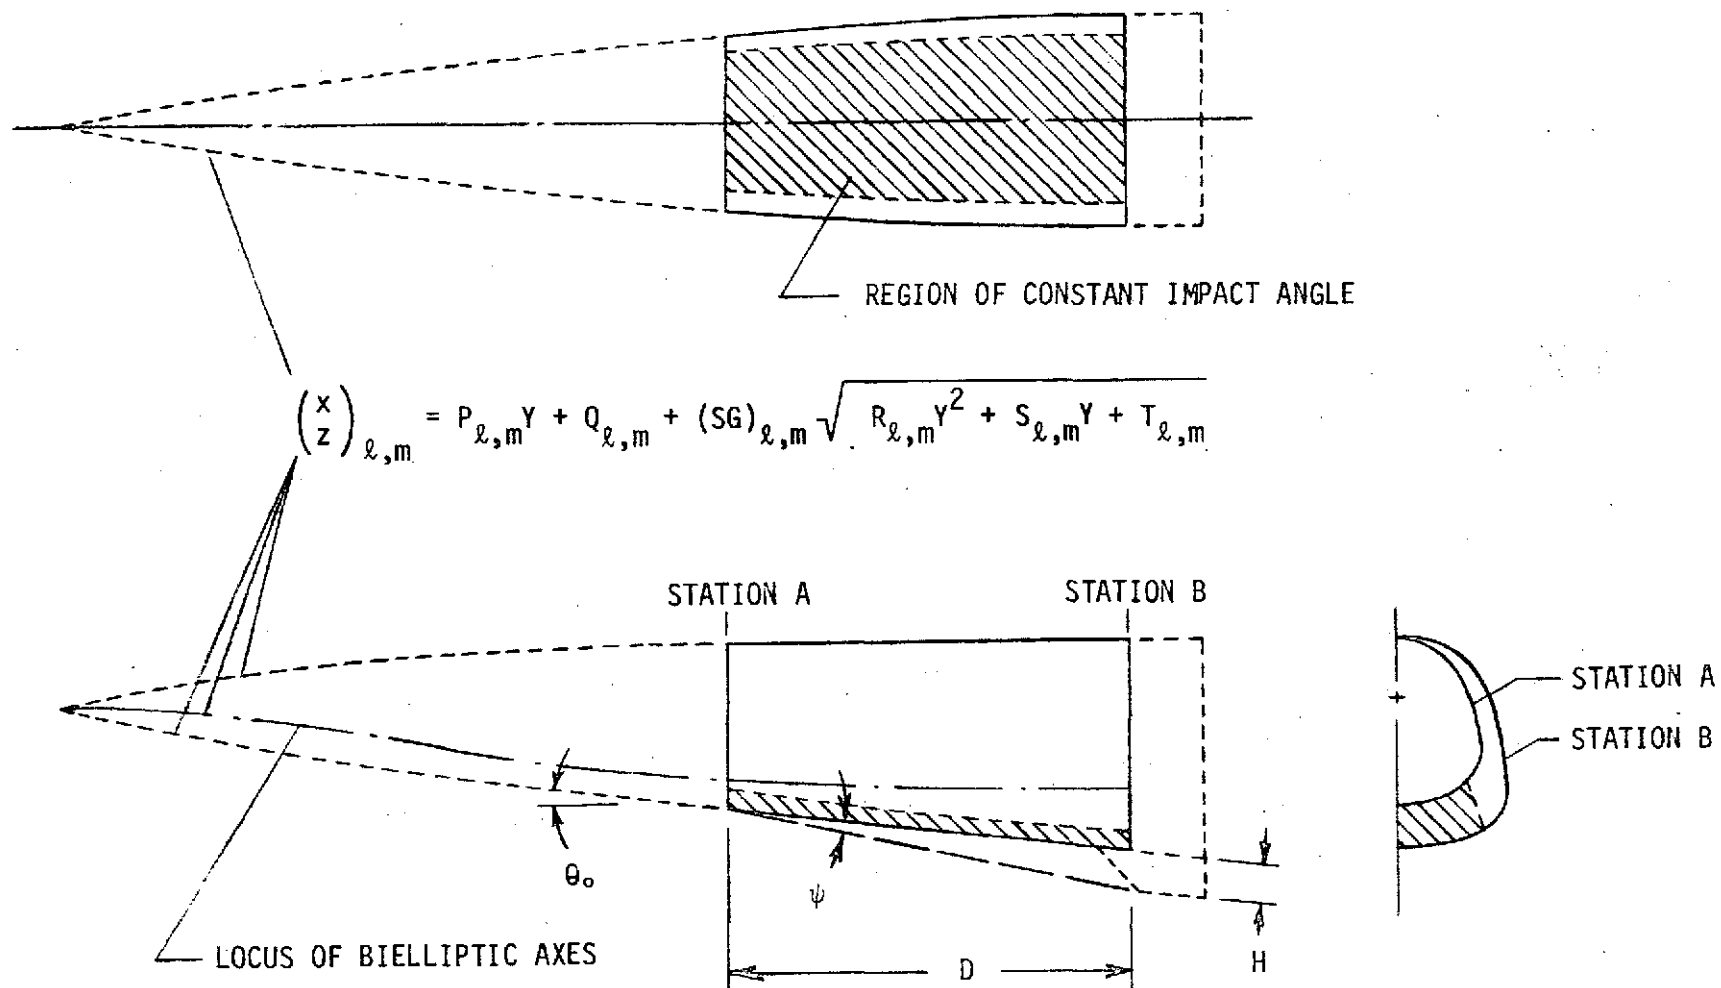 REGION OF CONSTANT IMPACT ANGLE
(x z)ℓ,m = Pℓ,mY + Qℓ,m + (SG)ℓ,m √ Rℓ,mY² + Sℓ,mY + Tℓ,m
STATION A
STATION B
STATION A
STATION B
θₒ
ψ
H
LOCUS OF BIELLIPTIC AXES
D